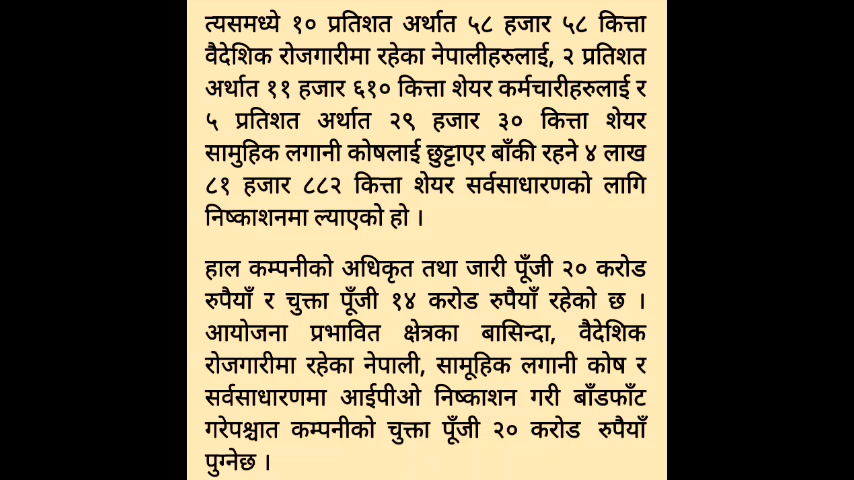 त्यसमध्ये १० प्रतिशत अर्थात ५८ हजार ५८ कित्ता
वैदेशिक रोजगारीमा रहेका नेपालीहरुलाई, २ प्रतिशत
अर्थात ११ हजार ६१० कित्ता शेयर कर्मचारीहरुलाई र
५ प्रतिशत अर्थात २९ हजार ३० कित्ता शेयर
सामुहिक लगानी कोषलाई छुट्टाएर बाँकी रहने ४ लाख
८१ हजार ८८२ कित्ता शेयर सर्वसाधारणको लागि
निष्काशनमा ल्याएको हो ।
हाल कम्पनीको अधिकृत तथा जारी पूँजी २० करोड
रुपैयाँ र चुक्ता पूँजी १४ करोड रुपैयाँ रहेको छ ।
आयोजना प्रभावित क्षेत्रका बासिन्दा, वैदेशिक
रोजगारीमा रहेका नेपाली, सामूहिक लगानी कोष र
सर्वसाधारणमा आईपीओ निष्काशन गरी बाँडफाँट
गरेपश्चात कम्पनीको चुक्ता पूँजी २० करोड रुपैयाँ
पुग्नेछ ।